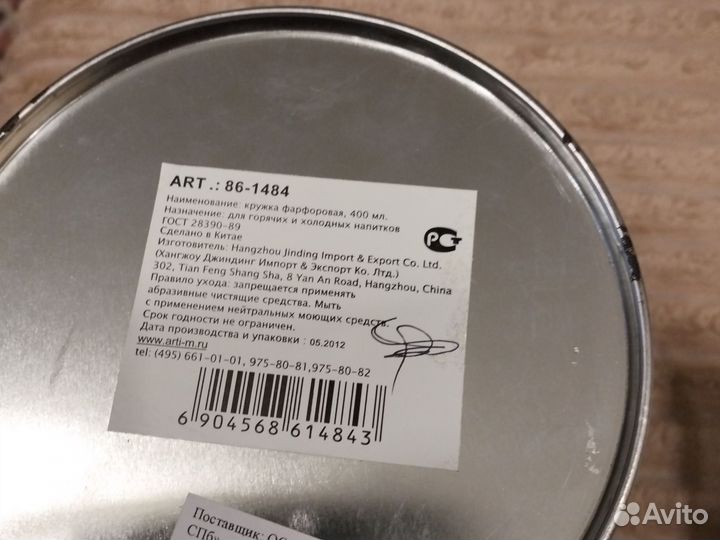 ART.: 86-1484
Наименование: кружка фарфоровая, 400 мл.
Назначение: для горячих и холодных напитков
ГОСТ 28390-89
Сделано в Китае
Изготовитель: Hangzhou Jinding Import & Export Co. Ltd.
(Хангжоу Джиндинг Импорт & Экспорт Ко. Лтд.)
302, Tian Feng Shang Sha, 8 Yan An Road, Hangzhou, China
Правило ухода: запрещается применять
абразивные чистящие средства. Мыть
с применением нейтральных моющих средств.
Срок годности не ограничен.
Дата производства и упаковки : 05.2012
www.arti-m.ru
tel: (495) 661-01-01, 975-80-81,975-80-82
6 904568 614843
РСТ
Поставщик: ОС
СПб
Avito